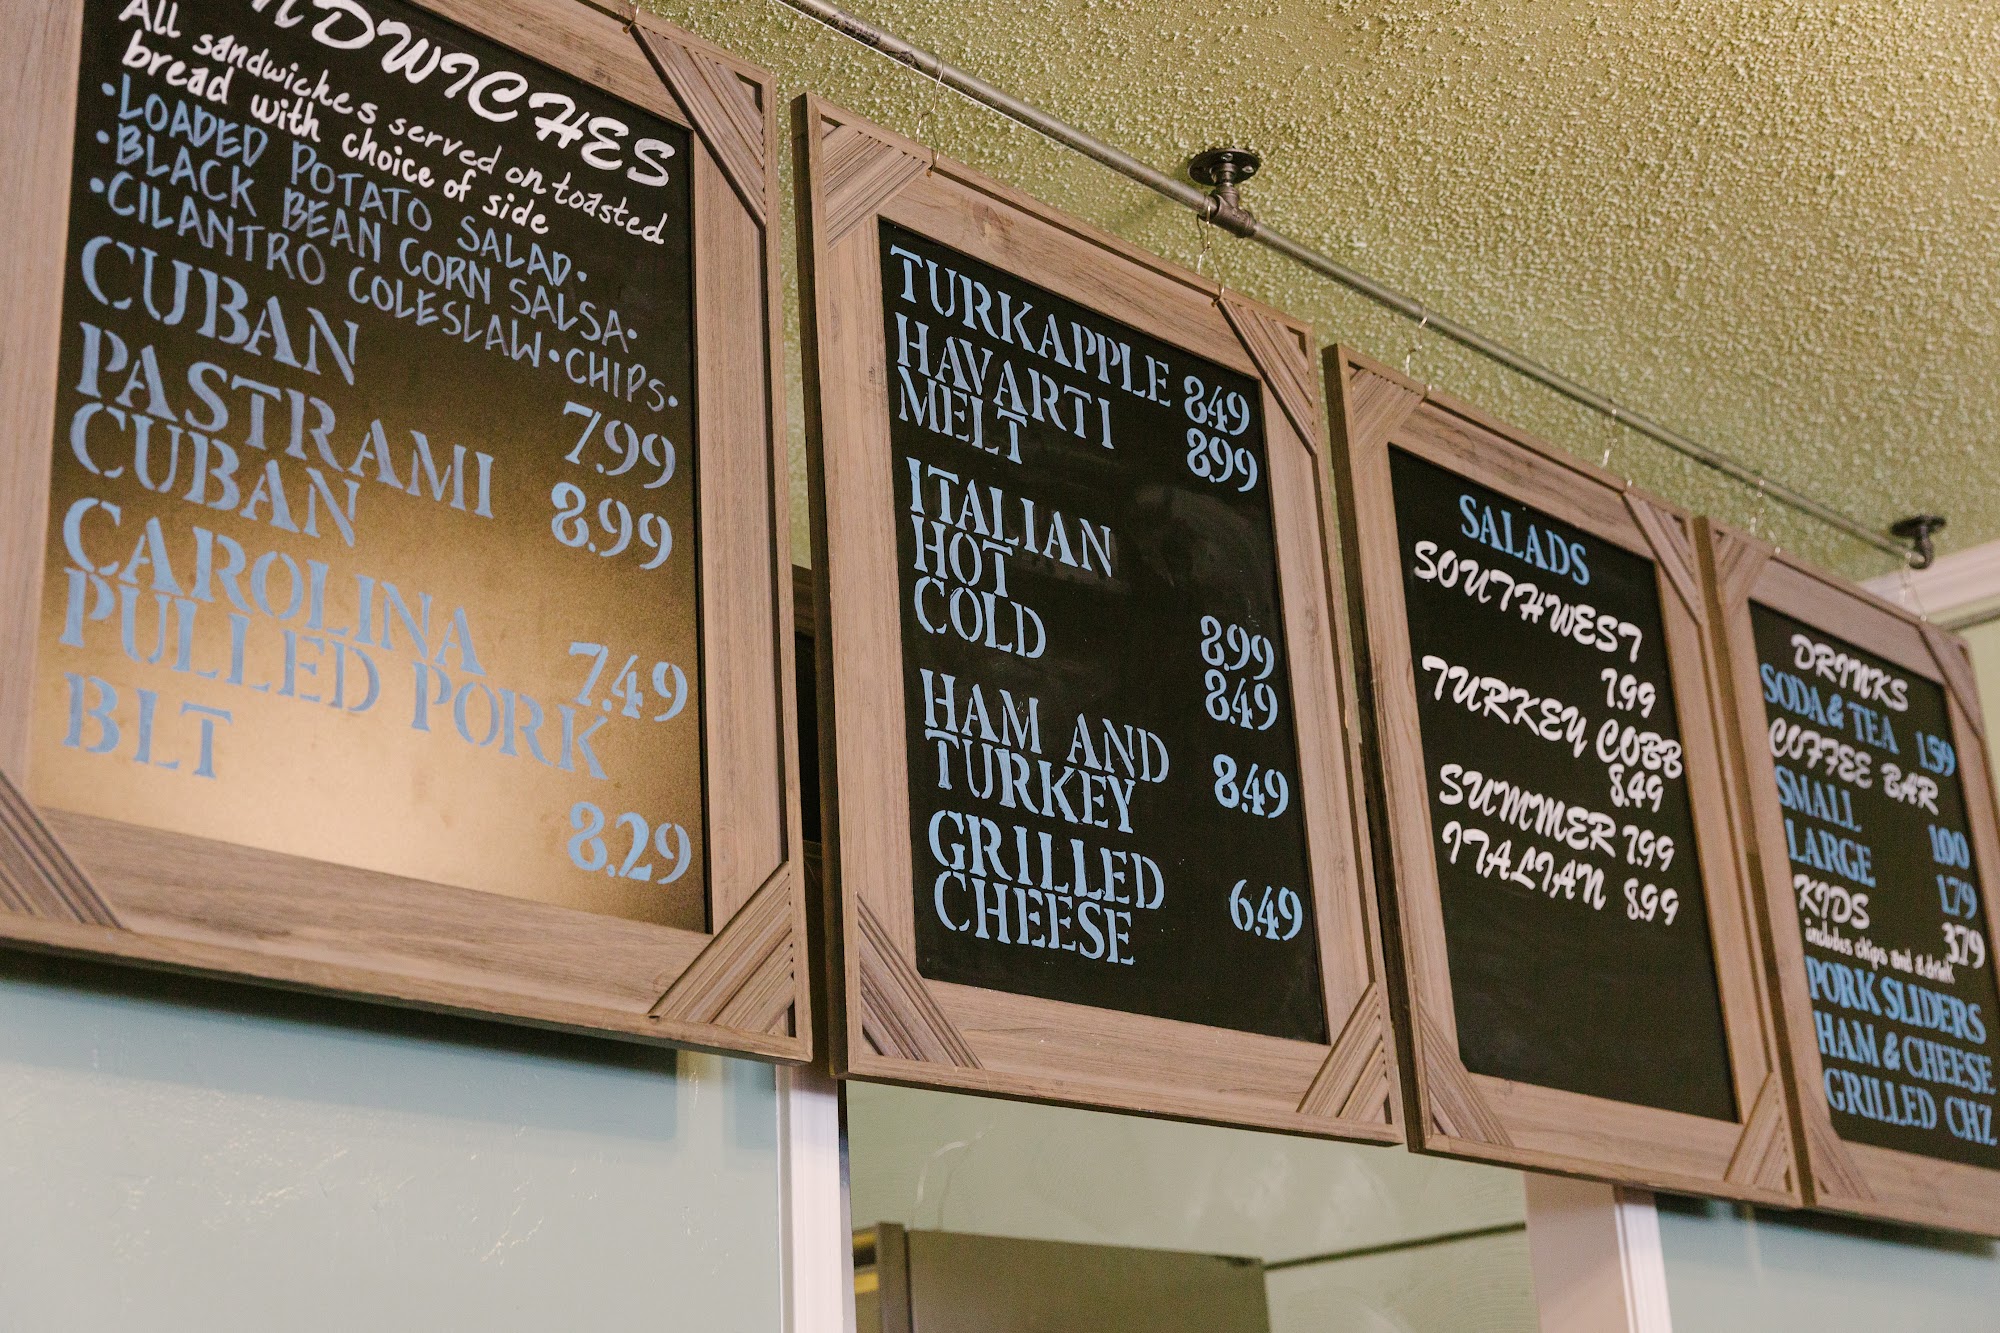 NDWICHES
All sandwiches served on toasted
bread with choice of side
•LOADED POTATO SALAD•
•BLACK BEAN CORN SALSA•
•CILANTRO COLESLAW•CHIPS•
CUBAN 7.99
PASTRAMI
CUBAN 8.99
CAROLINA 7.49
PULLED PORK
BLT 8.29
TURKAPPLE 8.49
HAVARTI 8.99
MELT
ITALIAN
HOT 8.99
COLD 8.49
HAM AND 8.49
TURKEY
GRILLED 6.49
CHEESE
SALADS
SOUTHWEST
7.99
TURKEY COBB
8.49
SUMMER 7.99
ITALIAN 8.99
DRINKS
SODA & TEA 1.59
COFFEE BAR
SMALL 1.00
LARGE 1.79
KIDS 3.79
includes chips and a drink
PORK SLIDERS
HAM & CHEESE
GRILLED CHZ